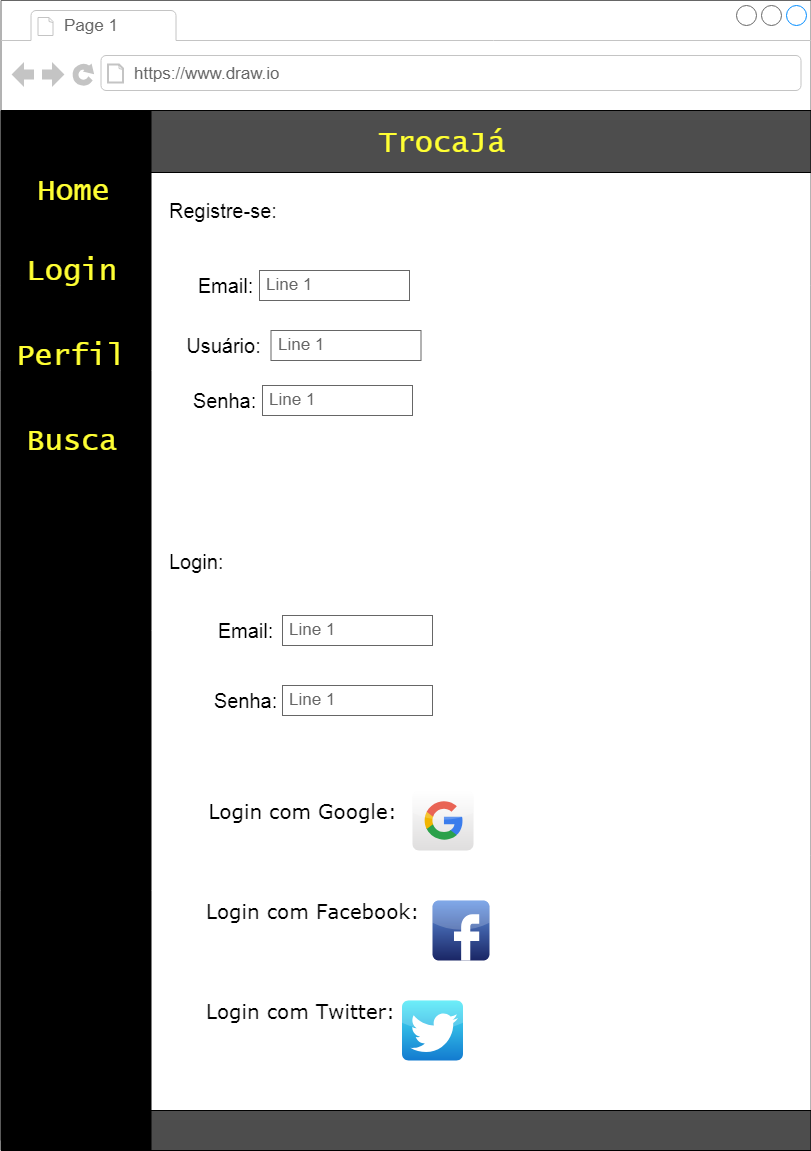 Page 1
https://www.draw.io
TrocaJá
Home
Login
Perfil
Busca
Registre-se:
Email: Line 1
Usuário: Line 1
Senha: Line 1
Login:
Email: Line 1
Senha: Line 1
Login com Google: G
Login com Facebook: f
Login com Twitter: